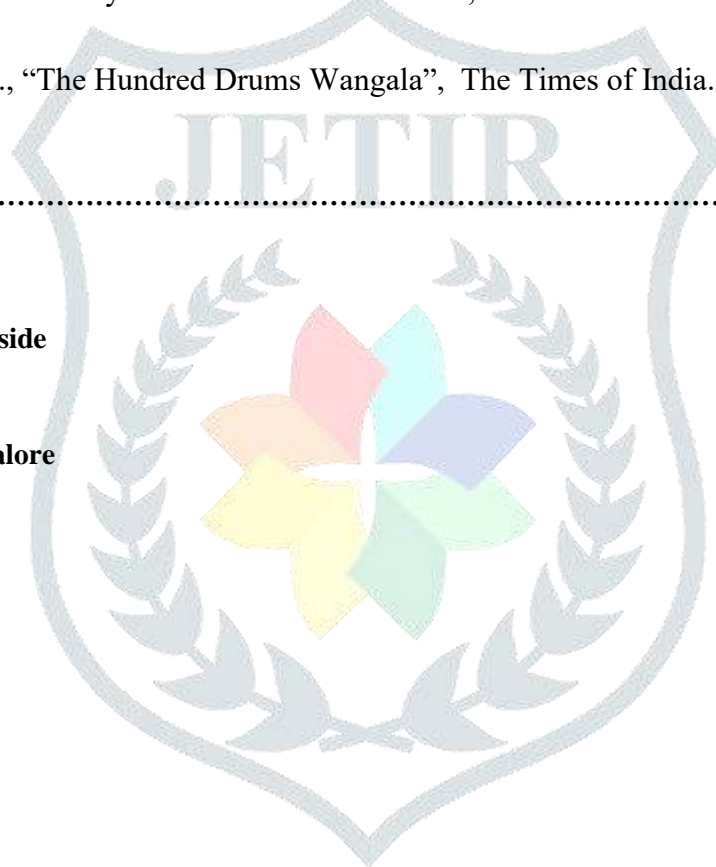 ., “The Hundred Drums Wangala”, The Times of India.
JETIR
................................................................................
side
alore